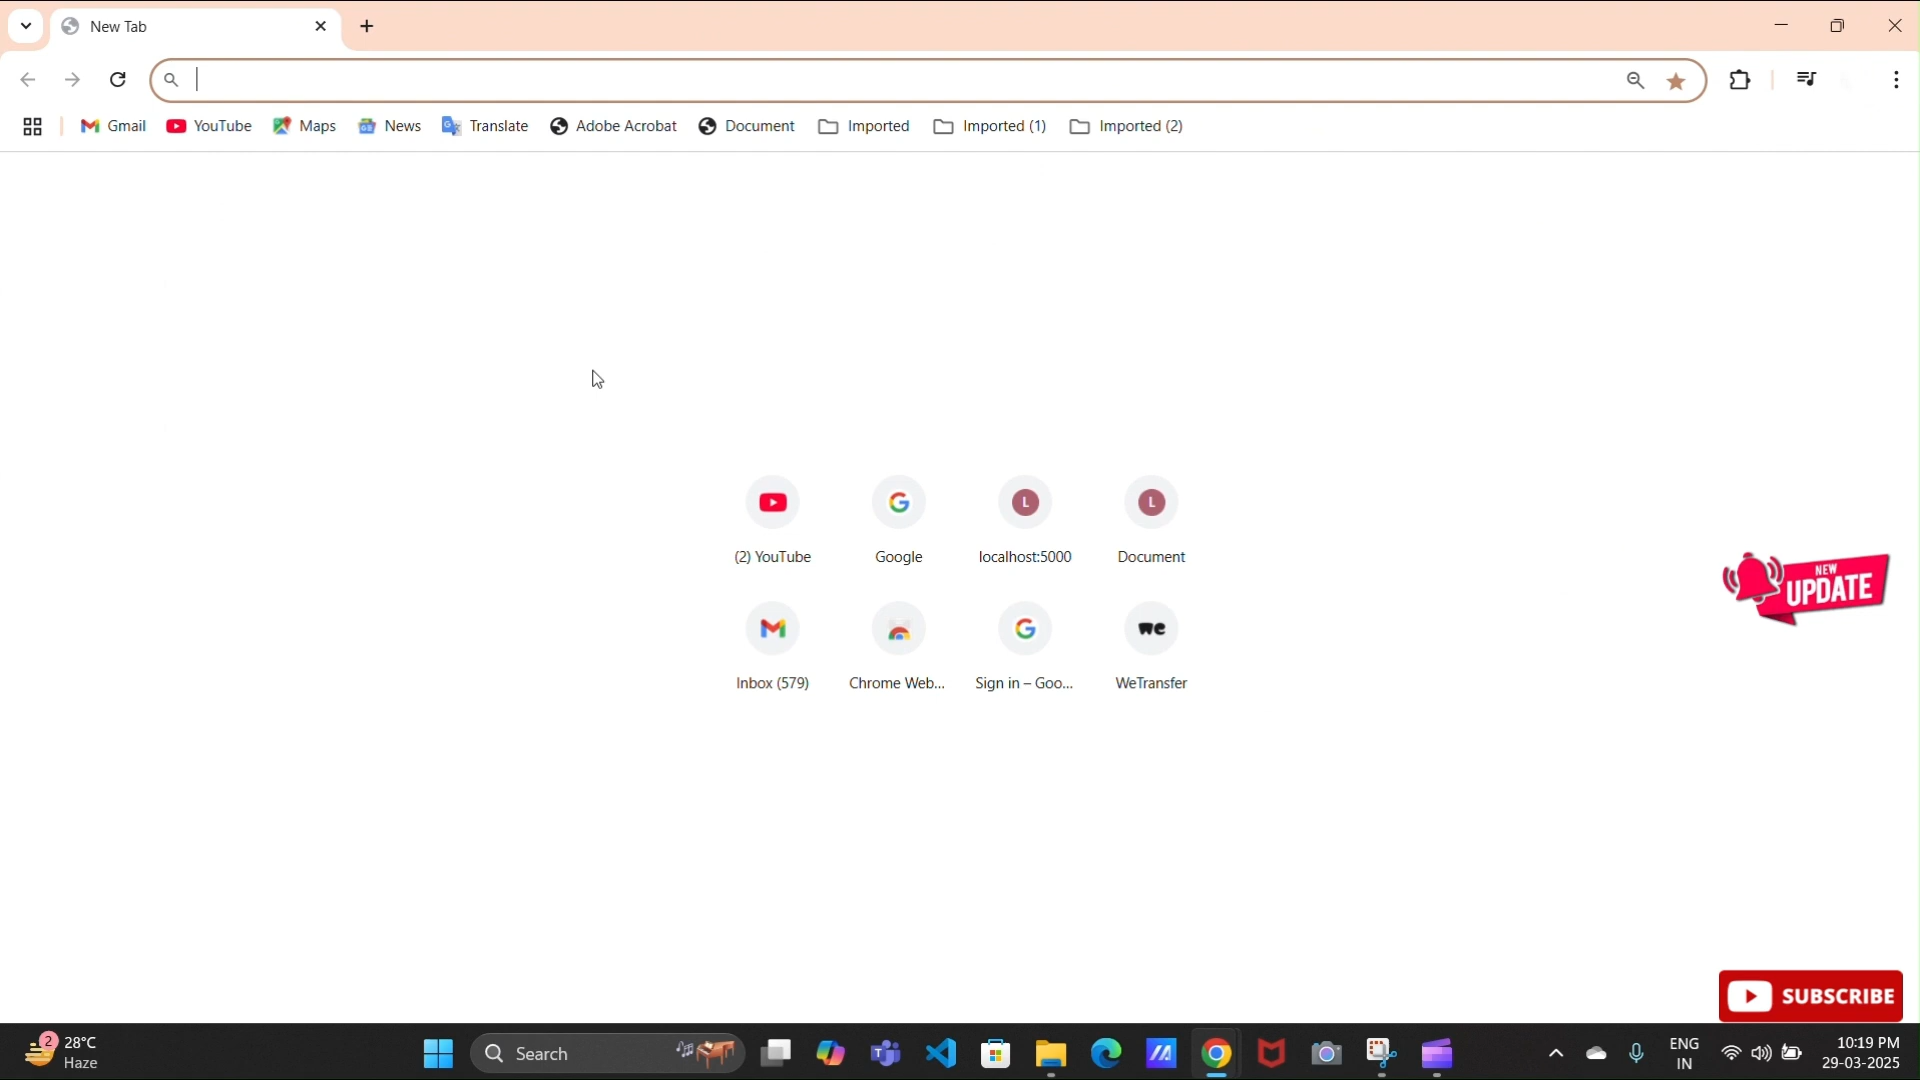 New Tab
Gmail YouTube Maps News Translate Adobe Acrobat Document Imported Imported (1) Imported (2)
(2) YouTube Google localhost:5000 Document
L L
we
Inbox (579) Chrome Web... Sign in – Goo... WeTransfer
NEW
UPDATE
SUBSCRIBE
2 28°C
Haze
Search
ENG
IN
10:19 PM
29-03-2025